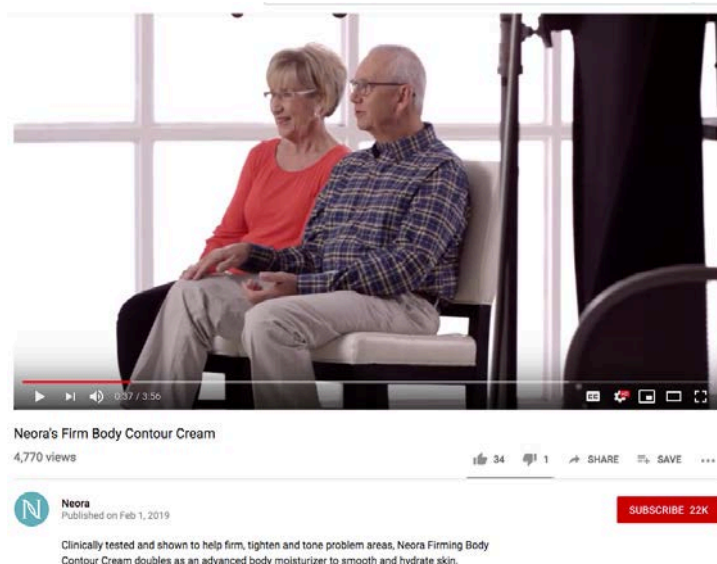 0:37 / 3:56
CC
HD
Neora's Firm Body Contour Cream
4,770 views
34
1
SHARE
SAVE
N
Neora
Published on Feb 1, 2019
SUBSCRIBE 22K
Clinically tested and shown to help firm, tighten and tone problem areas, Neora Firming Body
Contour Cream doubles as an advanced body moisturizer to smooth and hydrate skin.